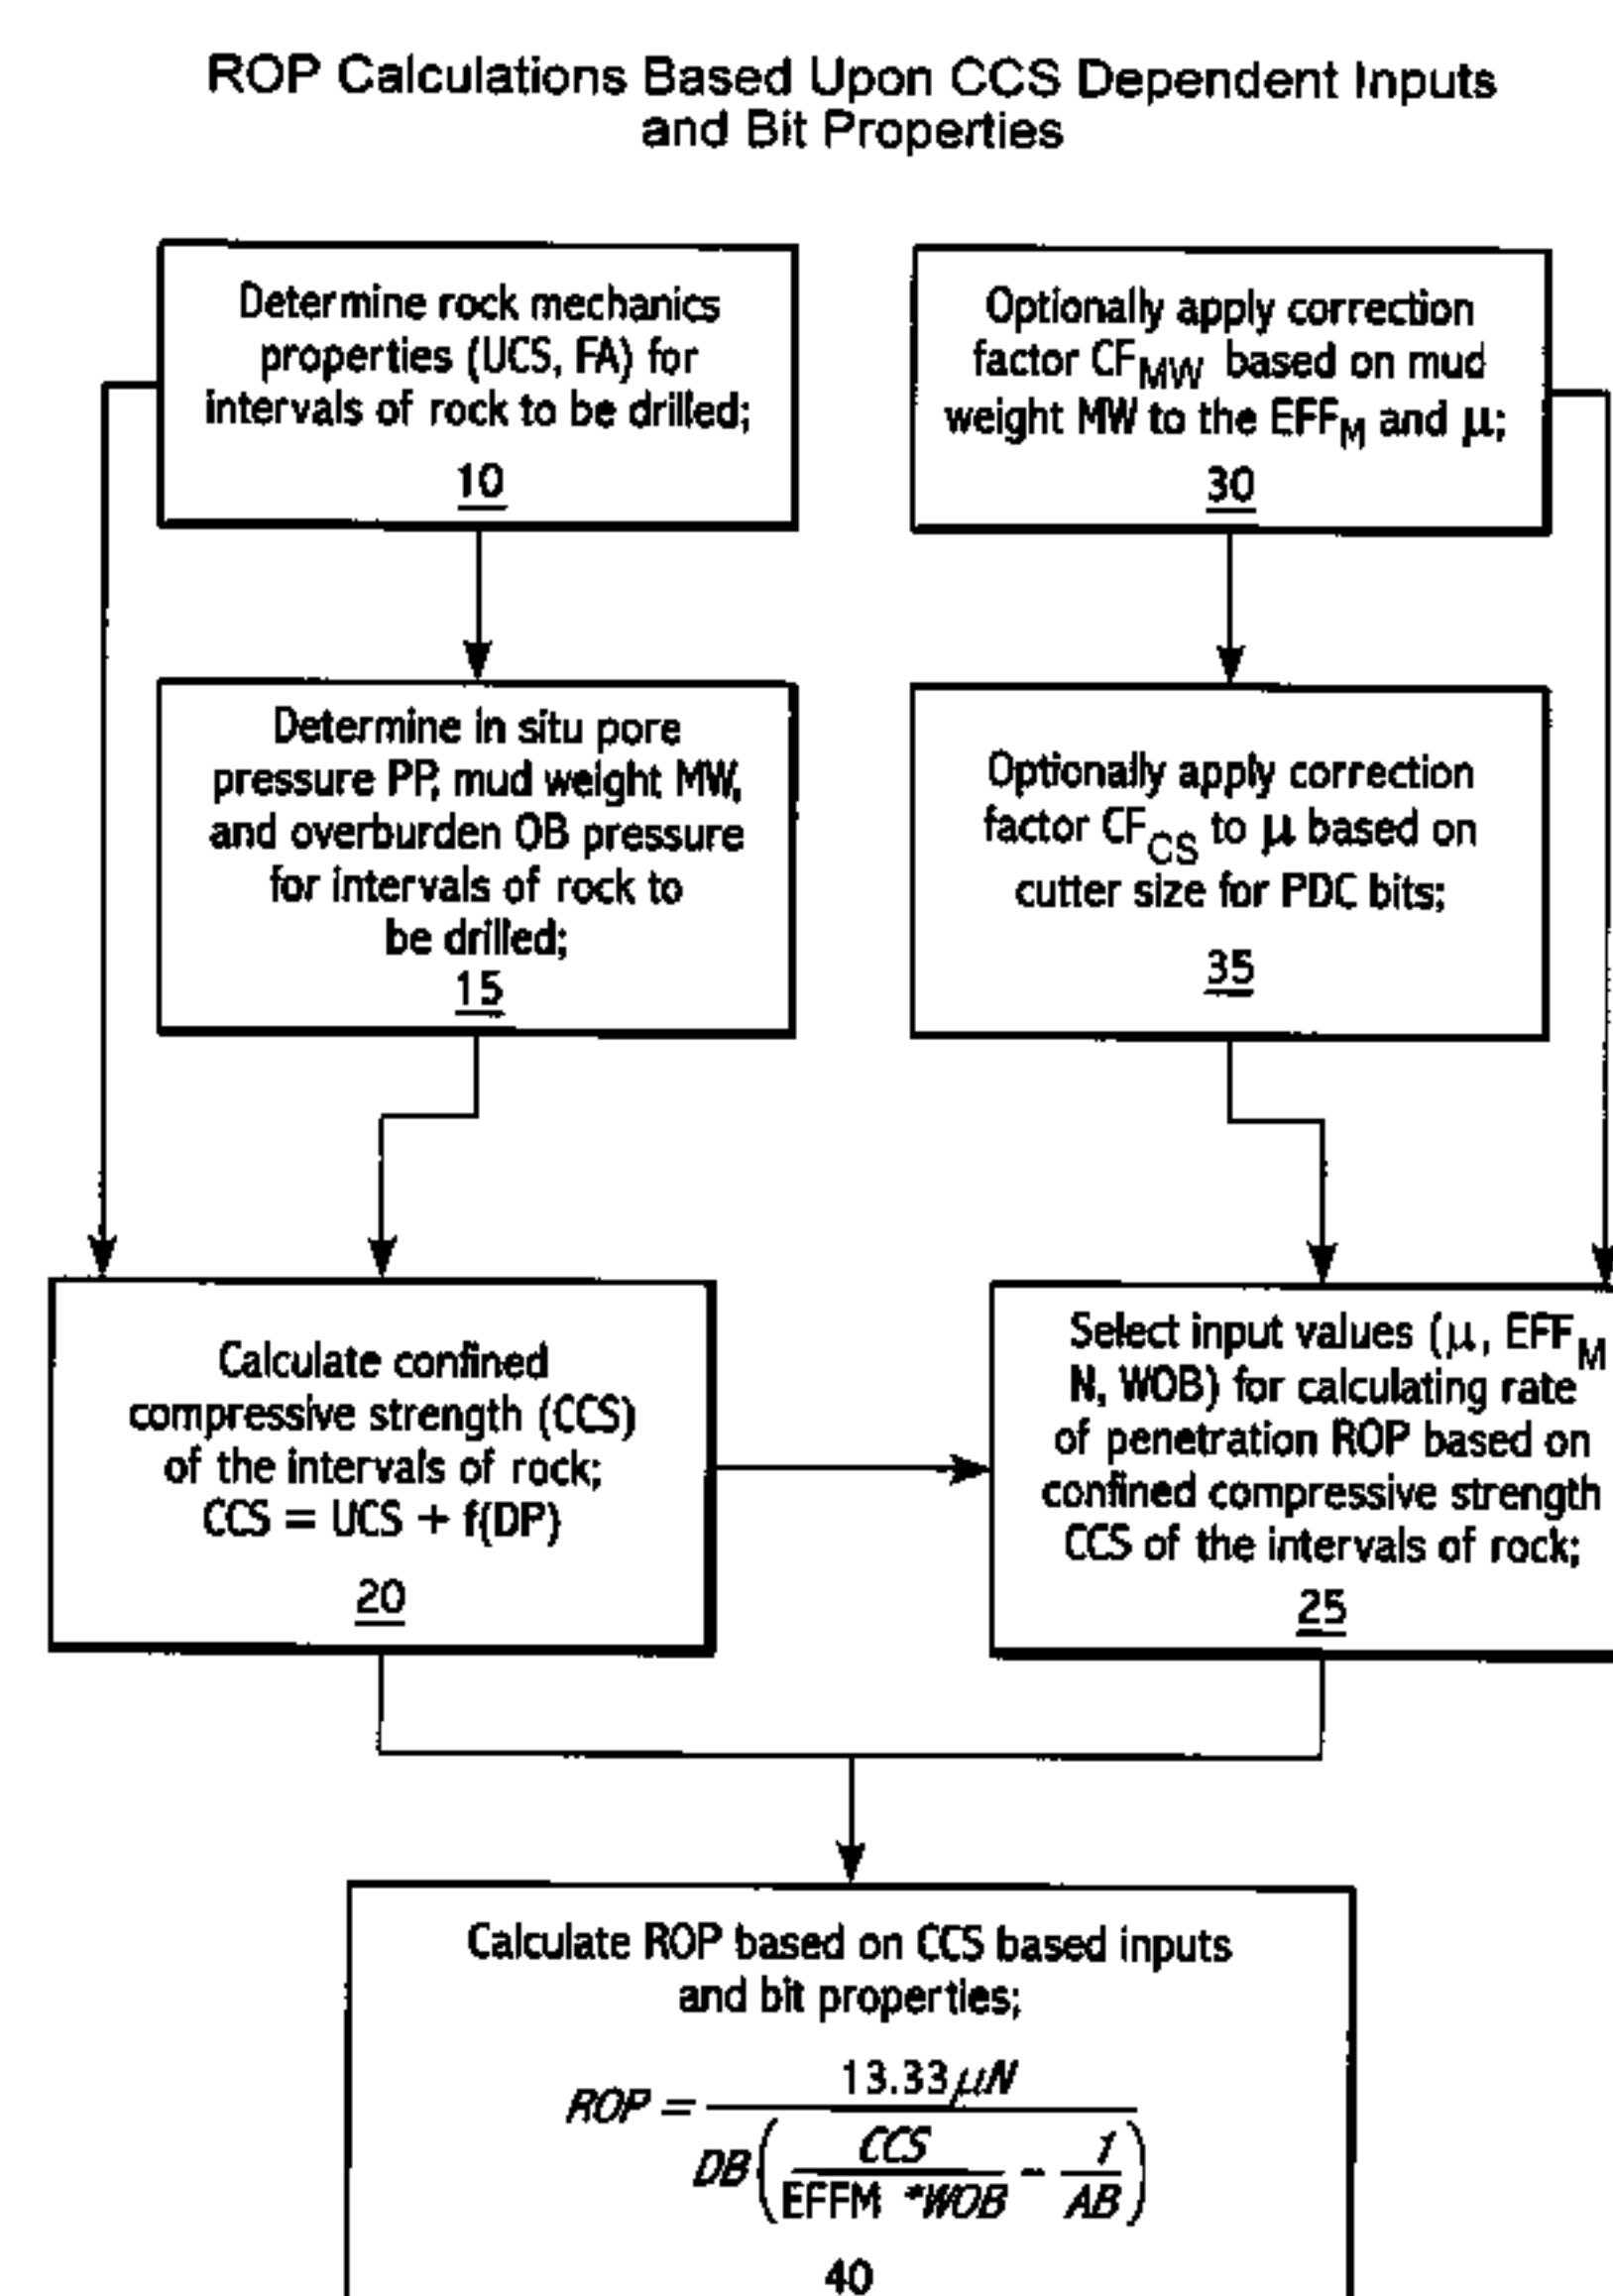 ROP Calculations Based Upon CCS Dependent Inputs
and Bit Properties
Determine rock mechanics
properties (UCS, FA) for
intervals of rock to be drilled;
10
Optionally apply correction
factor CF_MW based on mud
weight MW to the EFF_M and μ;
30
Determine in situ pore
pressure PP, mud weight MW,
and overburden OB pressure
for intervals of rock to
be drilled;
15
Optionally apply correction
factor CF_CS to μ based on
cutter size for PDC bits;
35
Calculate confined
compressive strength (CCS)
of the intervals of rock;
CCS = UCS + f(DP)
20
Select input values (μ, EFF_M
N, WOB) for calculating rate
of penetration ROP based on
confined compressive strength
CCS of the intervals of rock;
25
Calculate ROP based on CCS based inputs
and bit properties;
ROP = 13.33 μN / DB (CCS / EFFM *WOB - 1 / AB)
40